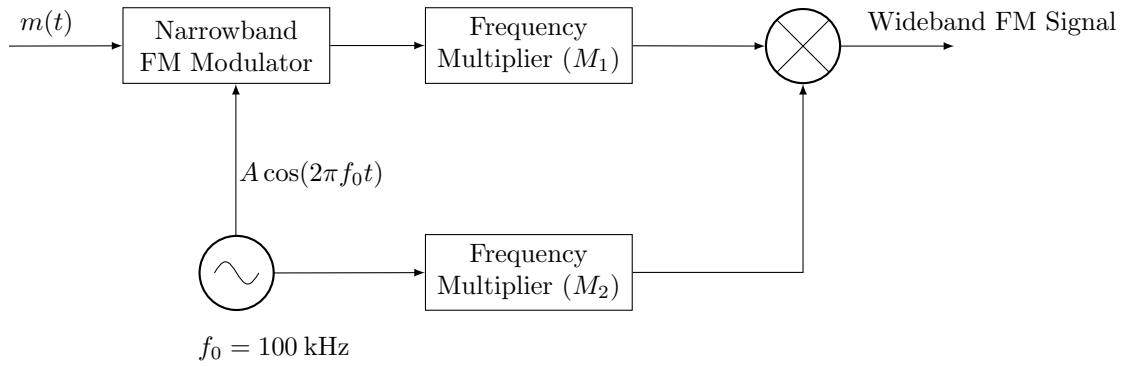 m(t)
Narrowband
FM Modulator
Frequency
Multiplier (M₁)
Wideband FM Signal
A cos(2πf₀t)
Frequency
Multiplier (M₂)
f₀ = 100 kHz